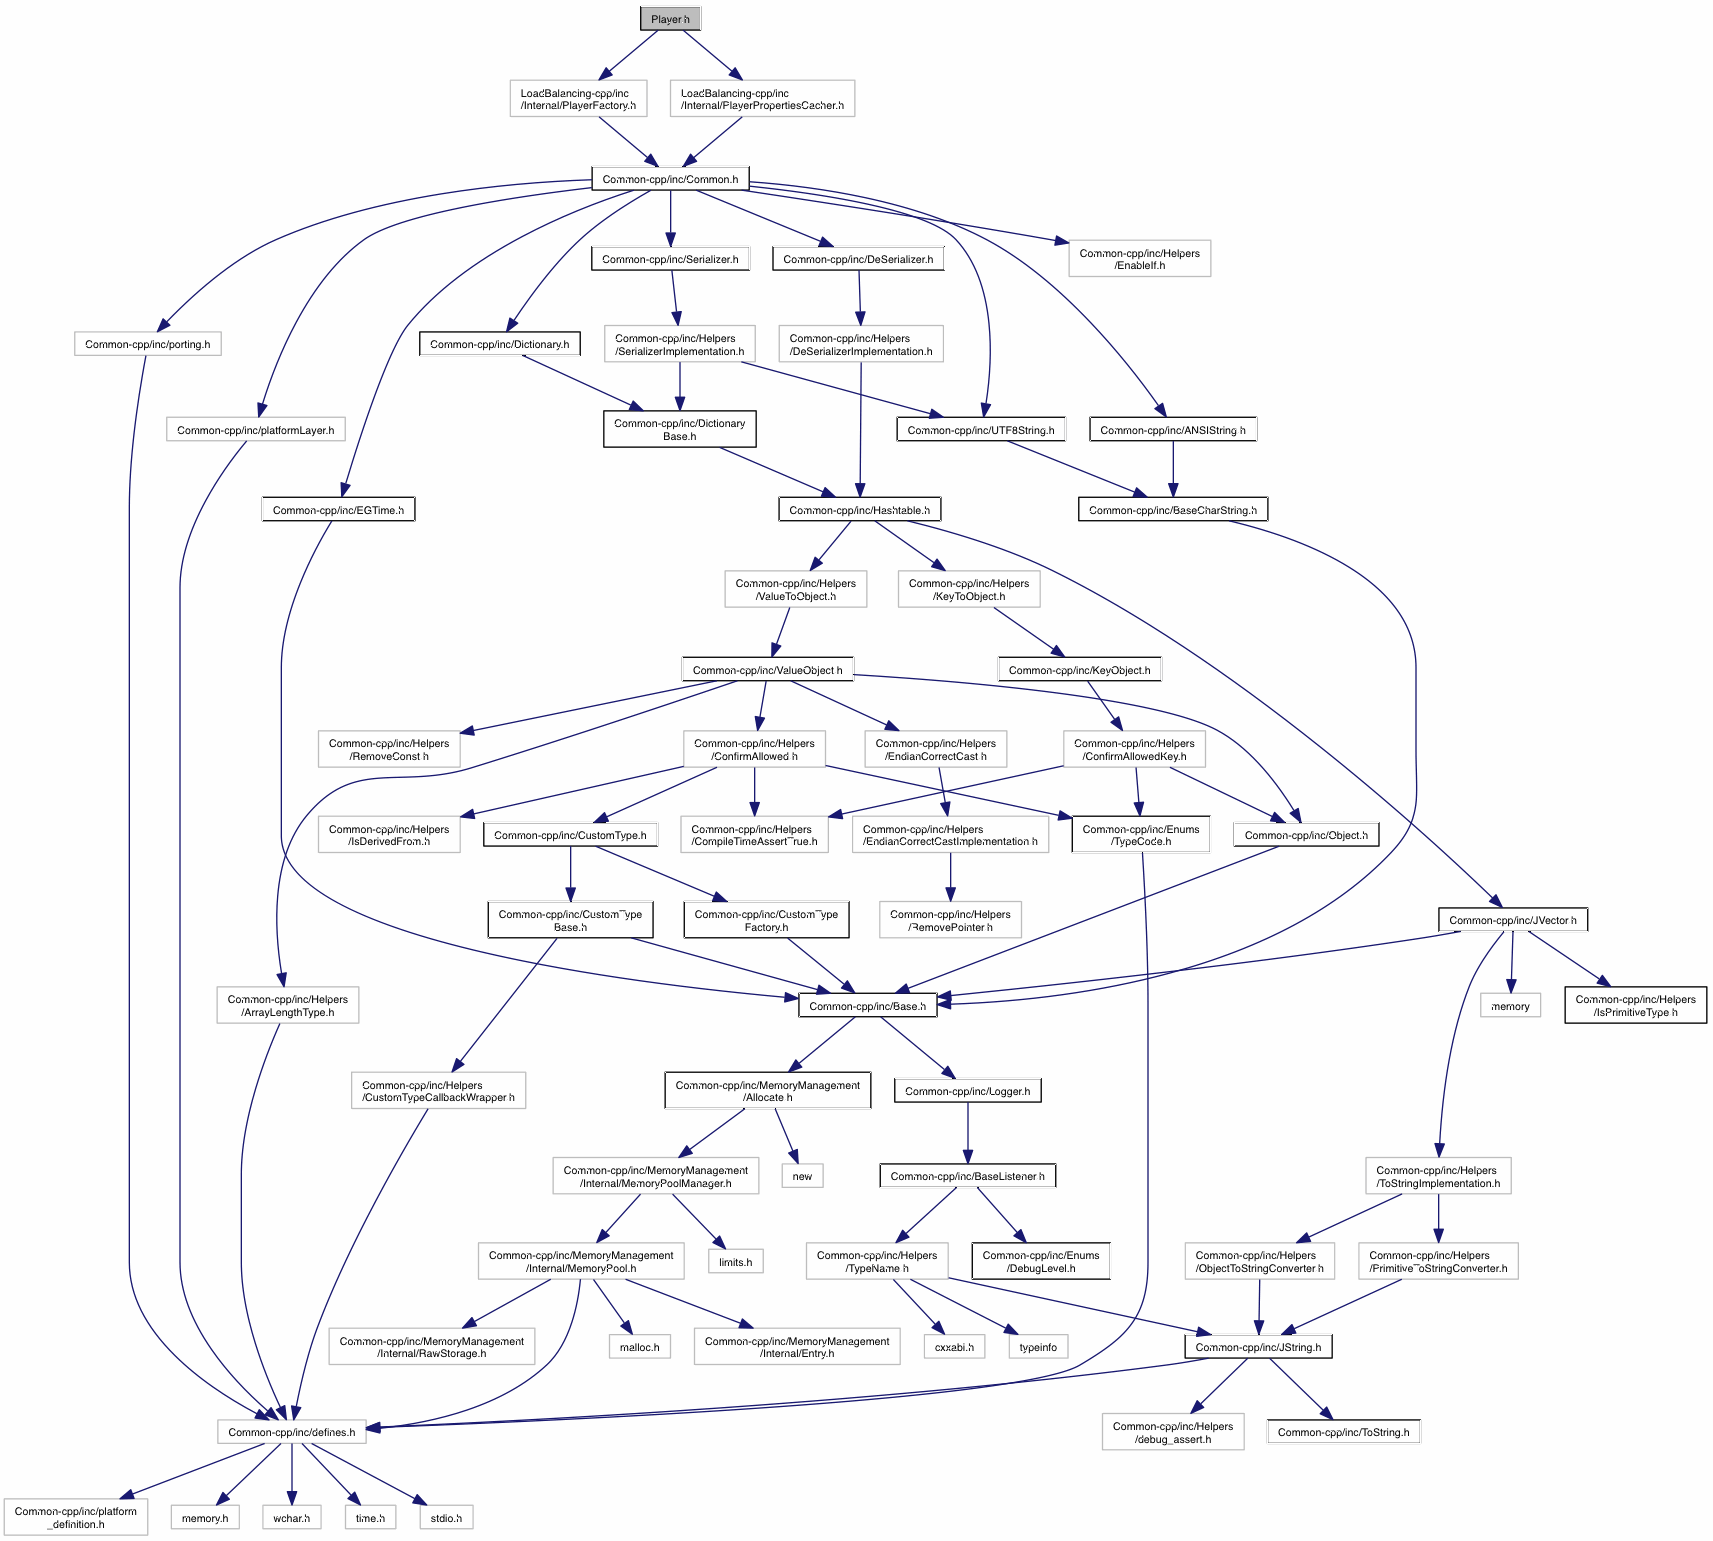 Player.h
LoadBalancing-cpp/inc
/Internal/PlayerFactory.h
LoadBalancing-cpp/inc
/Internal/PlayerPropertiesCacher.h
Common-cpp/inc/Common.h
Common-cpp/inc/Serializer.h
Common-cpp/inc/DeSerializer.h
Common-cpp/inc/Helpers
/EnableIf.h
Common-cpp/inc/porting.h
Common-cpp/inc/Dictionary.h
Common-cpp/inc/Helpers
/SerializerImplementation.h
Common-cpp/inc/Helpers
/DeSerializerImplementation.h
Common-cpp/inc/platformLayer.h
Common-cpp/inc/Dictionary
Base.h
Common-cpp/inc/UTF8String.h
Common-cpp/inc/ANSIString.h
Common-cpp/inc/EGTime.h
Common-cpp/inc/Hashtable.h
Common-cpp/inc/BaseCharString.h
Common-cpp/inc/Helpers
/ValueToObject.h
Common-cpp/inc/Helpers
/KeyToObject.h
Common-cpp/inc/ValueObject.h
Common-cpp/inc/KeyObject.h
Common-cpp/inc/Helpers
/RemoveConst.h
Common-cpp/inc/Helpers
/ConfirmAllowed.h
Common-cpp/inc/Helpers
/EndianCorrectCast.h
Common-cpp/inc/Helpers
/ConfirmAllowedKey.h
Common-cpp/inc/Helpers
/IsDerivedFrom.h
Common-cpp/inc/CustomType.h
Common-cpp/inc/Helpers
/CompileTimeAssertTrue.h
Common-cpp/inc/Helpers
/EndianCorrectCastImplementation.h
Common-cpp/inc/Enums
/TypeCode.h
Common-cpp/inc/Object.h
Common-cpp/inc/CustomType
Base.h
Common-cpp/inc/CustomType
Factory.h
Common-cpp/inc/Helpers
/RemovePointer.h
Common-cpp/inc/JVector.h
Common-cpp/inc/Helpers
/ArrayLengthType.h
Common-cpp/inc/Base.h
memory
Common-cpp/inc/Helpers
/IsPrimitiveType.h
Common-cpp/inc/Helpers
/CustomTypeCallbackWrapper.h
Common-cpp/inc/MemoryManagement
/Allocate.h
Common-cpp/inc/Logger.h
Common-cpp/inc/MemoryManagement
/Internal/MemoryPoolManager.h
new
Common-cpp/inc/BaseListener.h
Common-cpp/inc/Helpers
/ToStringImplementation.h
Common-cpp/inc/MemoryManagement
/Internal/MemoryPool.h
limits.h
Common-cpp/inc/Helpers
/TypeName.h
Common-cpp/inc/Enums
/DebugLevel.h
Common-cpp/inc/Helpers
/ObjectToStringConverter.h
Common-cpp/inc/Helpers
/PrimitiveToStringConverter.h
Common-cpp/inc/MemoryManagement
/Internal/RawStorage.h
malloc.h
Common-cpp/inc/MemoryManagement
/Internal/Entry.h
cxxabi.h
typeinfo
Common-cpp/inc/JString.h
Common-cpp/inc/defines.h
Common-cpp/inc/Helpers
/debug_assert.h
Common-cpp/inc/ToString.h
Common-cpp/inc/platform
_definition.h
memory.h
wchar.h
time.h
stdio.h